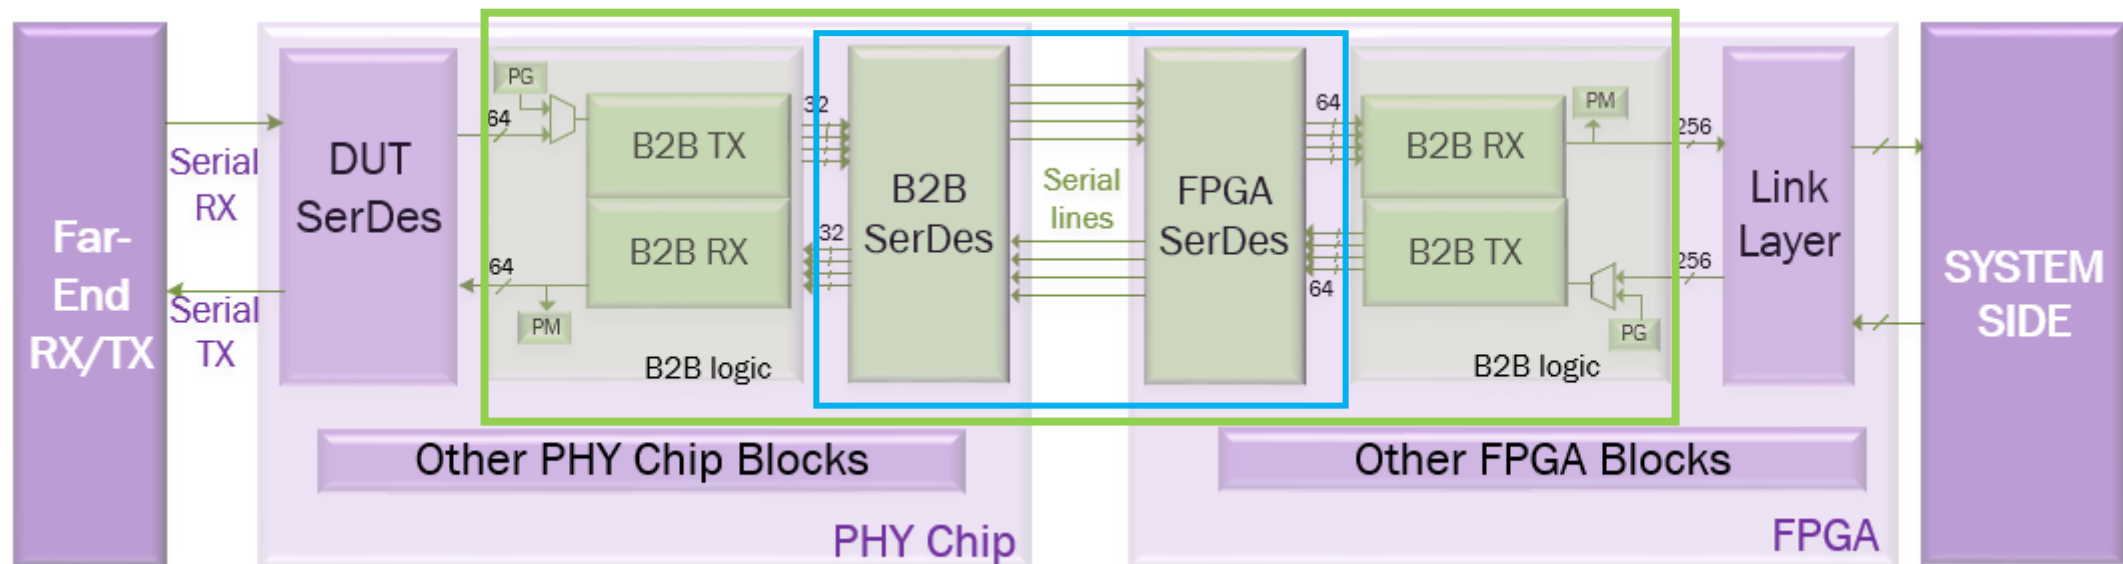 Far-
End
RX/TX
Serial
RX
Serial
TX
DUT
SerDes
64
64
PG
PM
B2B TX
B2B RX
B2B logic
32
32
B2B
SerDes
Serial
lines
FPGA
SerDes
64
64
B2B RX
B2B TX
PM
PG
B2B logic
256
256
Link
Layer
SYSTEM
SIDE
Other PHY Chip Blocks
Other FPGA Blocks
PHY Chip
FPGA